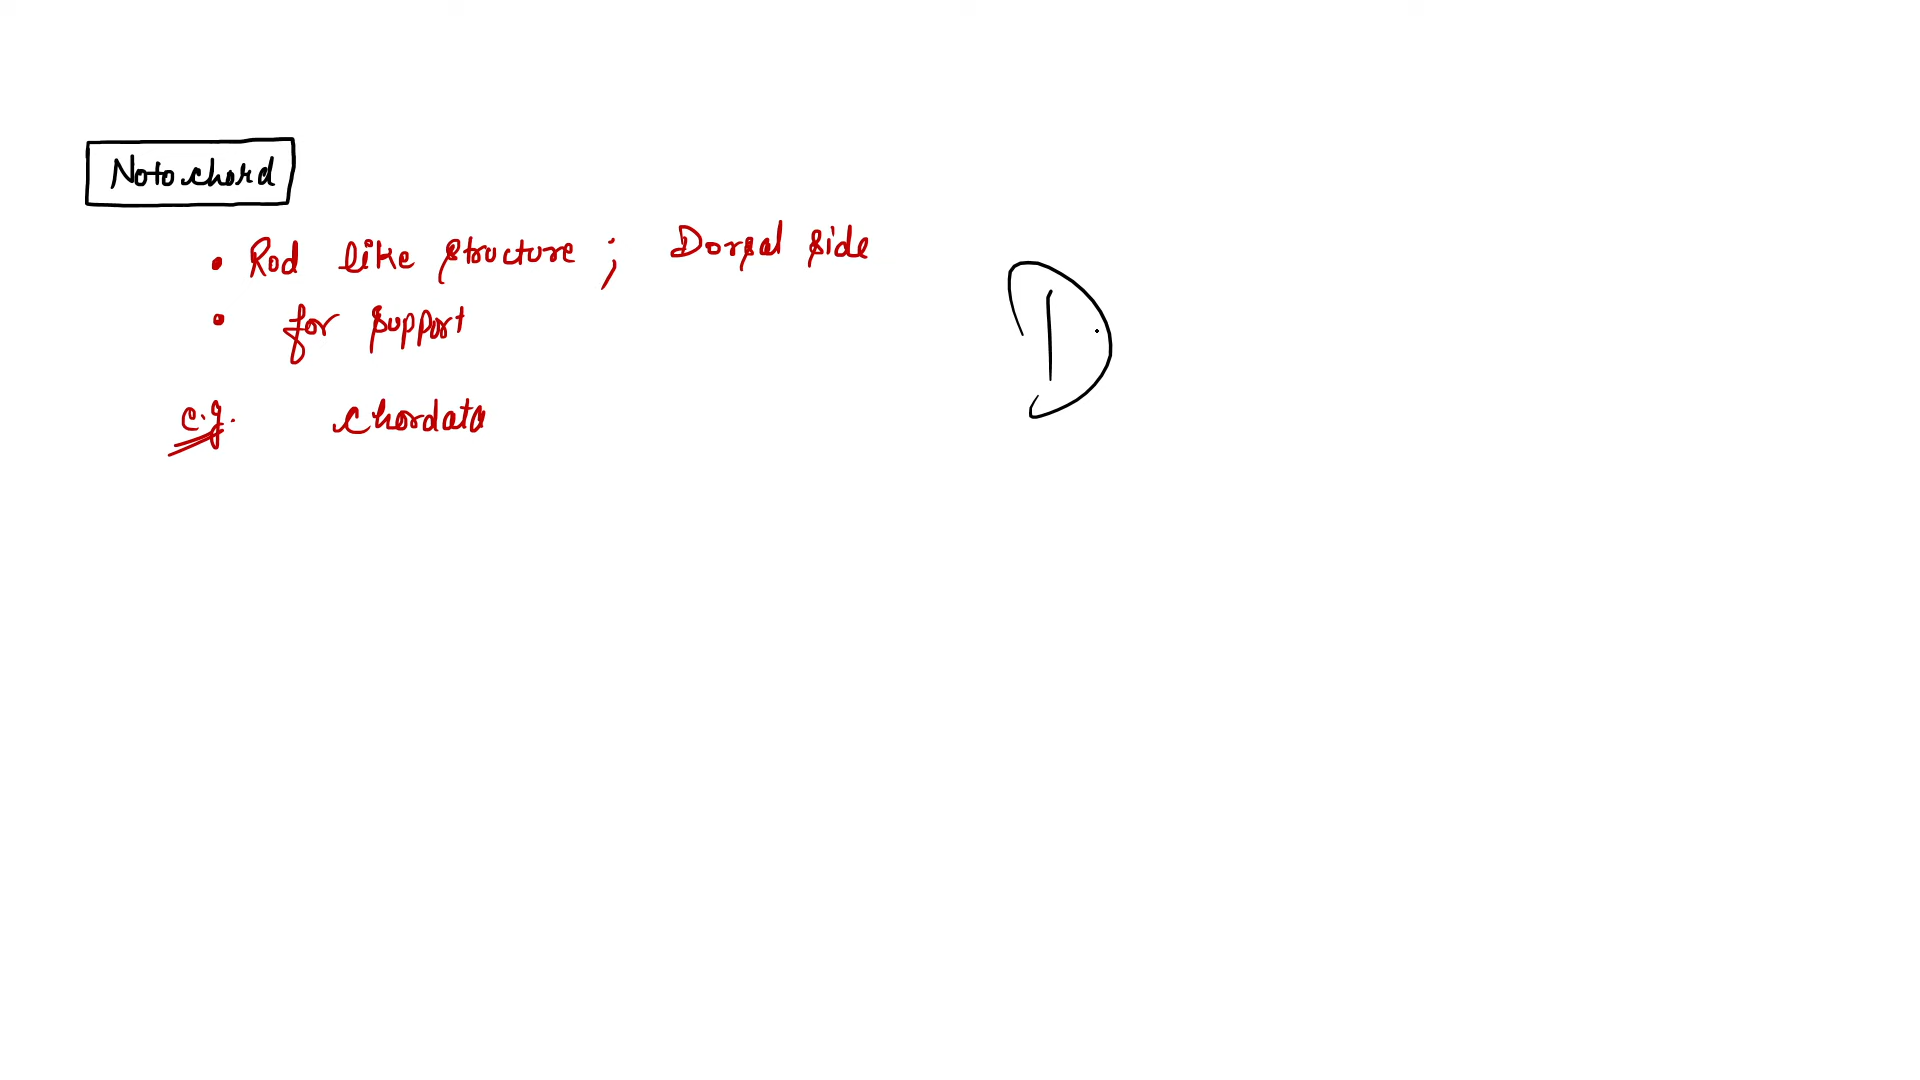 Notochord
• Rod like structure ; Dorsal side
• for support
e.g. chordata
D